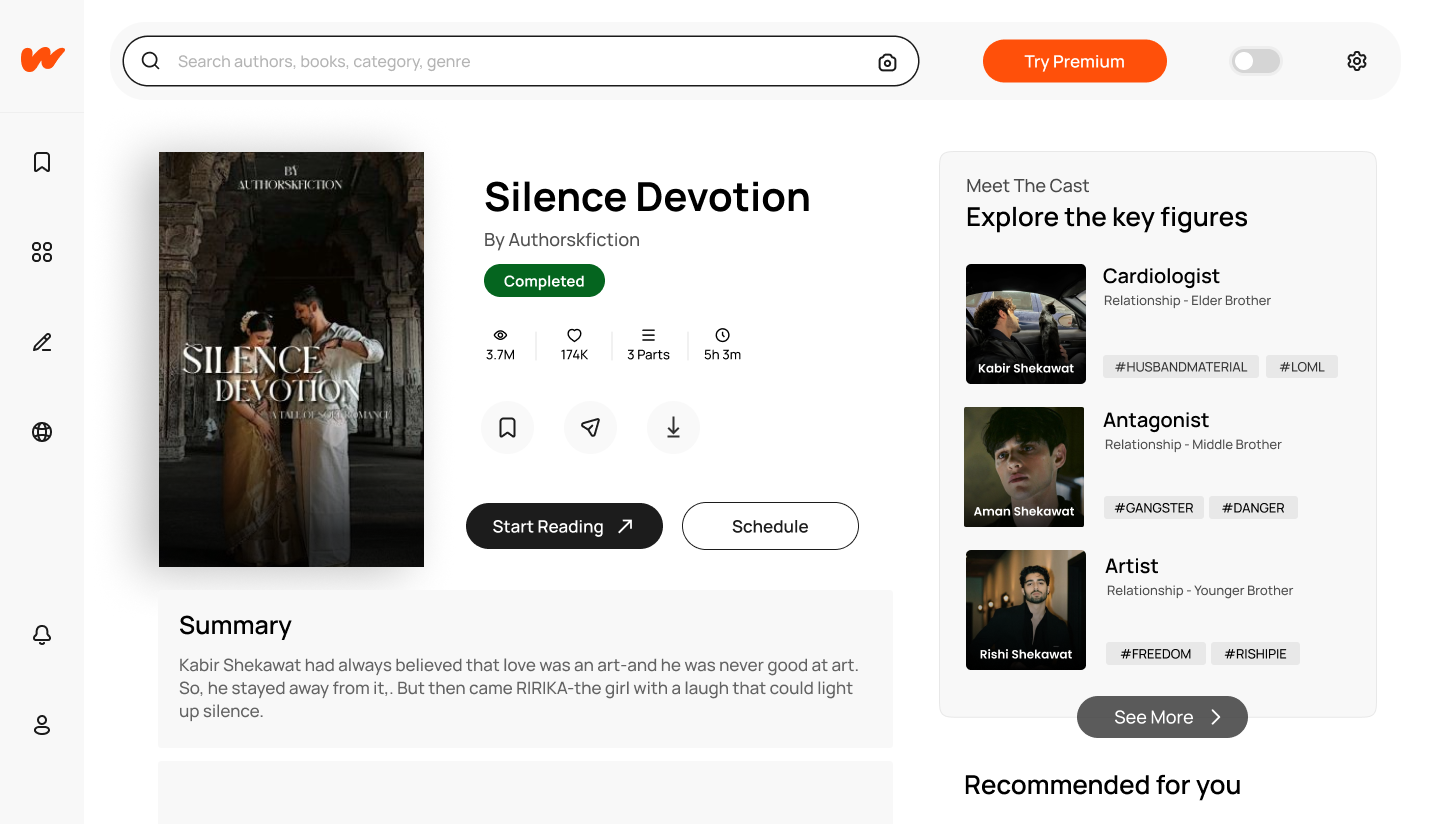 Search authors, books, category, genre
Try Premium
BY
AUTHORSKFICTION
SILENCE
DEVOTION
A TALE OF SOFT ROMANCE
Silence Devotion
By Authorskfiction
Completed
3.7M
174K
3 Parts
5h 3m
Start Reading
Schedule
Summary
Kabir Shekawat had always believed that love was an art-and he was never good at art.
So, he stayed away from it,. But then came RIRIKA-the girl with a laugh that could light
up silence.
Meet The Cast
Explore the key figures
Kabir Shekawat
Cardiologist
Relationship - Elder Brother
#HUSBANDMATERIAL
#LOML
Aman Shekawat
Antagonist
Relationship - Middle Brother
#GANGSTER
#DANGER
Rishi Shekawat
Artist
Relationship - Younger Brother
#FREEDOM
#RISHIPIE
See More
Recommended for you